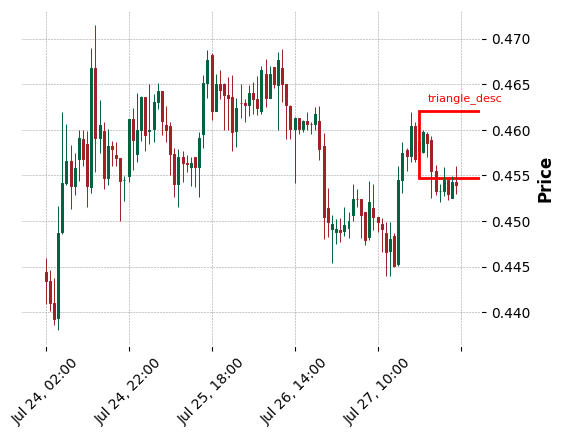 0.470
0.465
triangle_desc
0.460
0.455
0.450
0.445
0.440
Price
Jul 24, 02:00
Jul 24, 22:00
Jul 25, 18:00
Jul 26, 14:00
Jul 27, 10:00